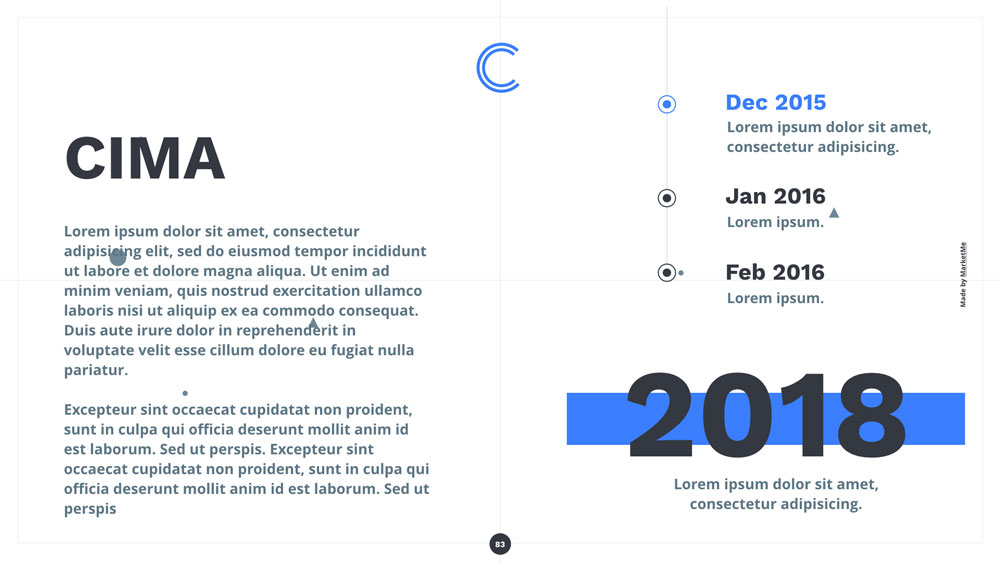 CIMA
Lorem ipsum dolor sit amet, consectetur
adipisicing elit, sed do eiusmod tempor incididunt
ut labore et dolore magna aliqua. Ut enim ad
minim veniam, quis nostrud exercitation ullamco
laboris nisi ut aliquip ex ea commodo consequat.
Duis aute irure dolor in reprehenderit in
voluptate velit esse cillum dolore eu fugiat nulla
pariatur.
Excepteur sint occaecat cupidatat non proident,
sunt in culpa qui officia deserunt mollit anim id
est laborum. Sed ut perspis. Excepteur sint
occaecat cupidatat non proident, sunt in culpa qui
officia deserunt mollit anim id est laborum. Sed ut
perspis
Dec 2015
Lorem ipsum dolor sit amet,
consectetur adipisicing.
Jan 2016
Lorem ipsum.
Feb 2016
Lorem ipsum.
2018
Lorem ipsum dolor sit amet,
consectetur adipisicing.
Made by MarketMe
83